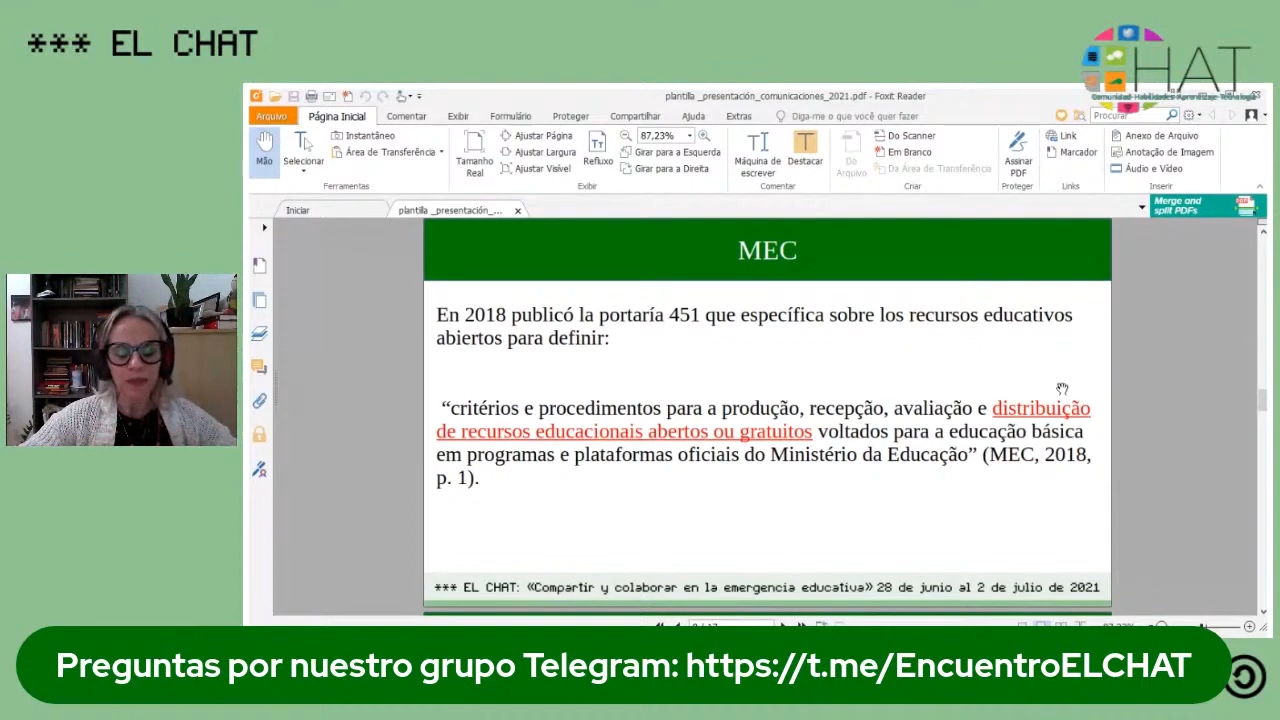 *** EL CHAT
HAT
Comunidad Habilidades Aprendizaje Tecnología
plantilla _presentación_comunicaciones_2021.pdf - Foxit Reader
Arquivo Página Inicial Comentar Exibir Formulário Proteger Compartilhar Ajuda Extras Diga-me o que você quer fazer Procurar
Mão
Selecionar
Instantâneo
Área de Transferência
Ferramentas
Tamanho
Real
Ajustar Página
Ajustar Largura
Ajustar Visível
Refluxo
87,23%
Girar para a Esquerda
Girar para a Direita
Exibir
Máquina de
escrever
Destacar
Comentar
Do
Arquivo
Do Scanner
Em Branco
Da Área de Transferência
Criar
Assinar
PDF
Proteger
Link
Marcador
Links
Anexo de Arquivo
Anotação de Imagem
Áudio e Vídeo
Inserir
Iniciar
plantilla _presentación_...
Merge and
split PDFs
MEC
En 2018 publicó la portaría 451 que específica sobre los recursos educativos
abiertos para definir:
“critérios e procedimentos para a produção, recepção, avaliação e distribuição
de recursos educacionais abertos ou gratuitos voltados para a educação básica
em programas e plataformas oficiais do Ministério da Educação” (MEC, 2018,
p. 1).
*** EL CHAT: «Compartir y colaborar en la emergencia educativa» 28 de junio al 2 de julio de 2021
Preguntas por nuestro grupo Telegram: https://t.me/EncuentroELCHAT